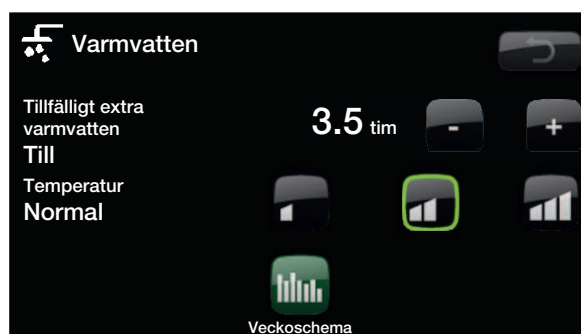 Varmvatten
Tillfälligt extra
varmvatten
Till
3.5 tim
-
+
Temperatur
Normal
Veckoschema